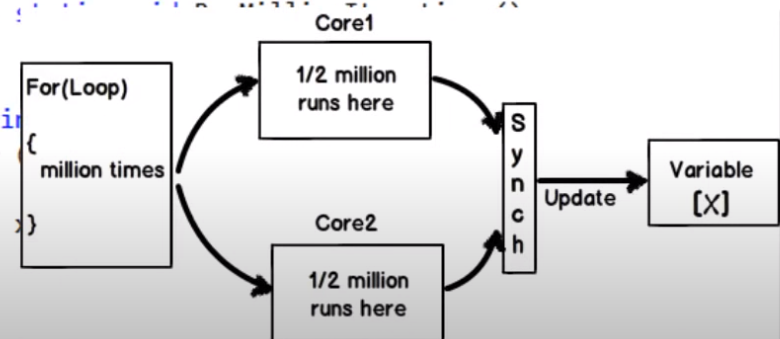 Core1
For(Loop)
{
million times
}
1/2 million
runs here
Core2
1/2 million
runs here
S
y
n
c
h
Update
Variable
[X]